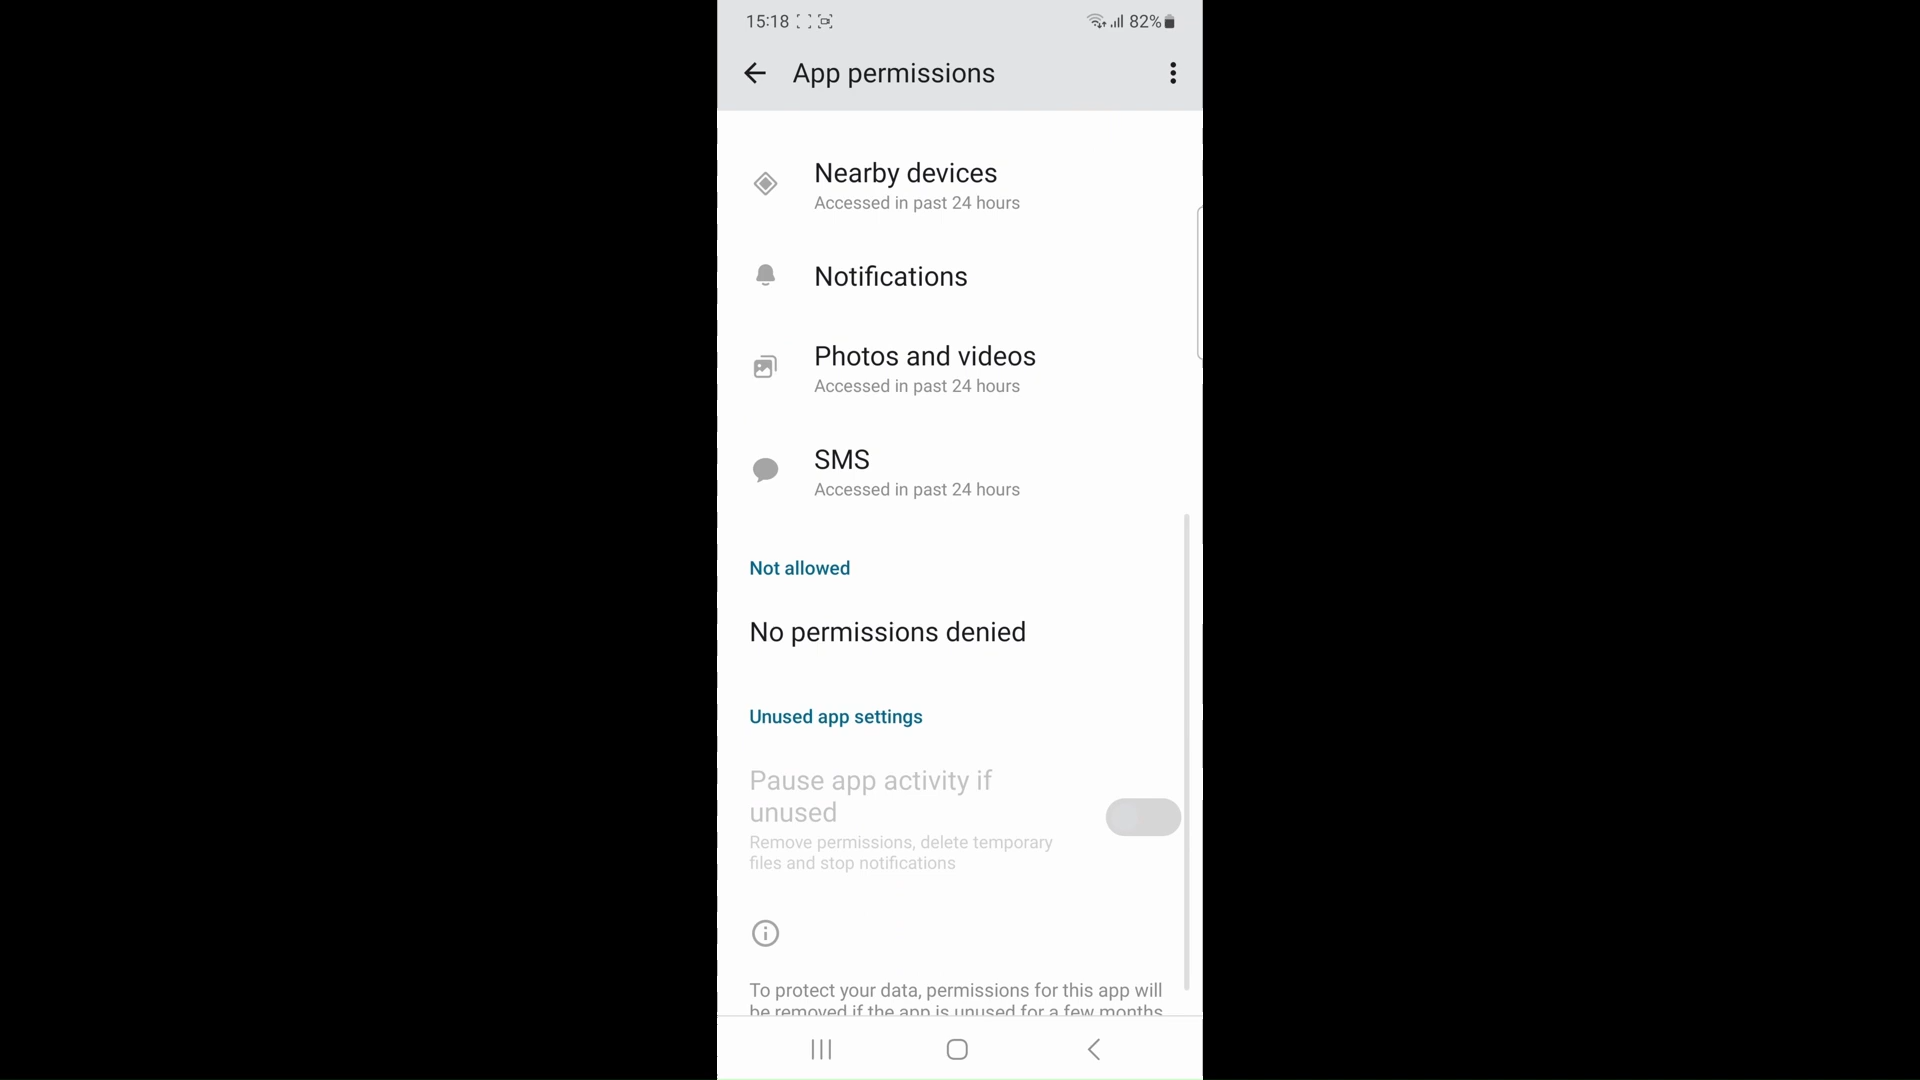 15:18 82%
App permissions
Nearby devices
Accessed in past 24 hours
Notifications
Photos and videos
Accessed in past 24 hours
SMS
Accessed in past 24 hours
Not allowed
No permissions denied
Unused app settings
Pause app activity if
unused
Remove permissions, delete temporary
files and stop notifications
To protect your data, permissions for this app will
be removed if the app is unused for a few months